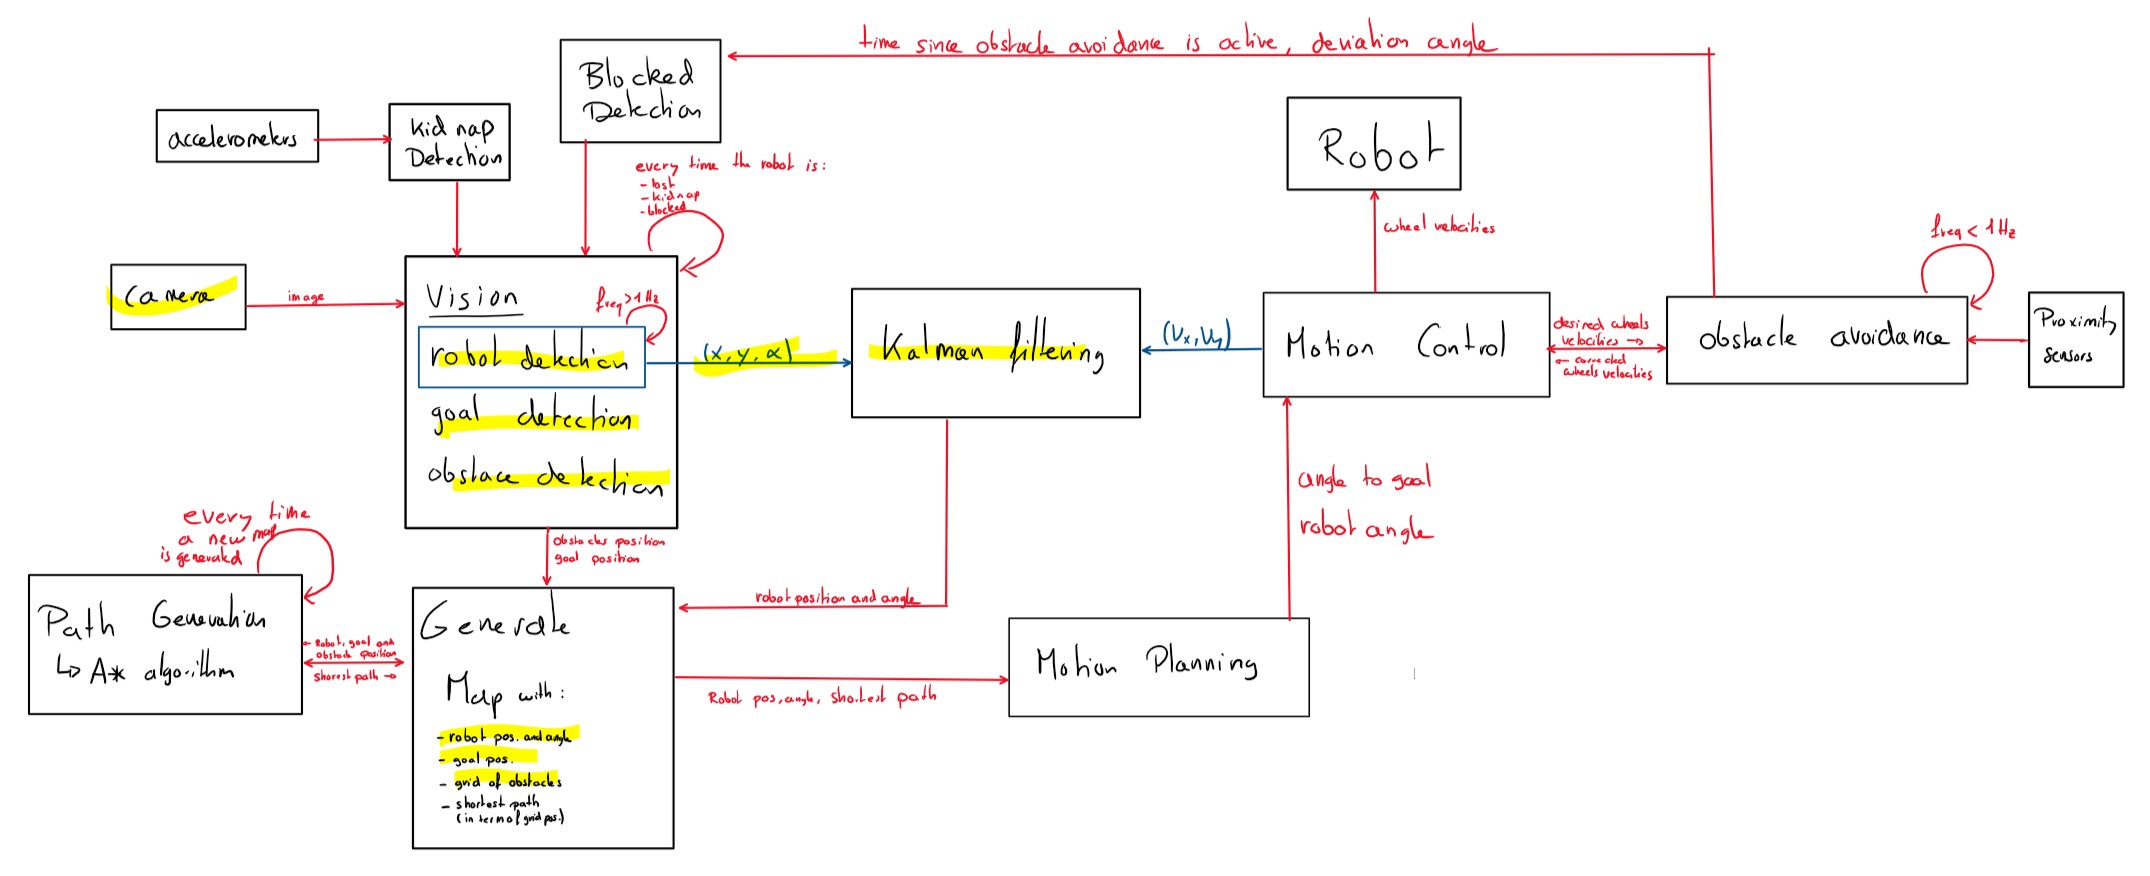 time since obstacle avoidance is active, deviation angle
Blocked
Detection
accelerometers
kidnap
Detection
every time the robot is:
- lost
- kidnap
- blocked
Robot
wheel velocities
freq < 1 Hz
Camera
image
Vision
freq > 1 Hz
robot detection
goal detection
obstace detection
(x, y, α)
Kalman filtering
(Vx, Vy)
Motion Control
desired wheels
velocities →
← corrected
wheels velocities
obstacle avoidance
Proximity
sensors
angle to goal
robot angle
obstacles position
goal position
every time
a new map
is generated
Path Generation
↳ A* algorithm
← Robot, goal and
obstacle position
Shorest path →
Generate
Map with:
- robot pos. and angle
- goal pos.
- grid of obstacles
- shortest path
(in term of grid pos.)
robot position and angle
Robot pos, angle, shortest path
Motion Planning